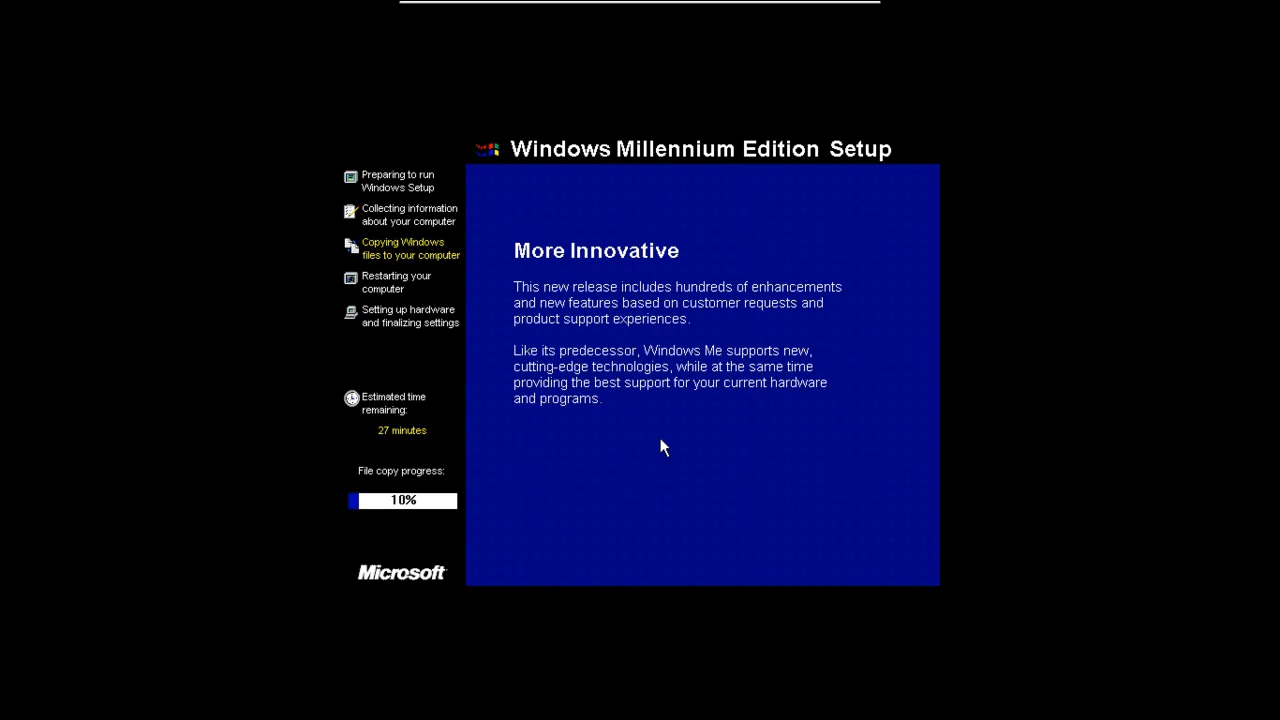 Windows Millennium Edition Setup
Preparing to run
Windows Setup
Collecting information
about your computer
Copying Windows
files to your computer
Restarting your
computer
Setting up hardware
and finalizing settings
Estimated time
remaining:
27 minutes
File copy progress:
10%
Microsoft
More Innovative
This new release includes hundreds of enhancements
and new features based on customer requests and
product support experiences.
Like its predecessor, Windows Me supports new,
cutting-edge technologies, while at the same time
providing the best support for your current hardware
and programs.